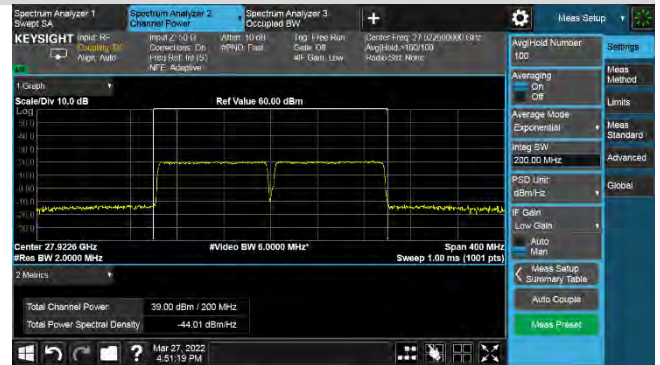 Spectrum Analyzer 1
Swept SA
Spectrum Analyzer 2
Channel Power
Spectrum Analyzer 3
Occupied BW
Meas Setup
KEYSIGHT
Input: RF
Coupling: DC
Align: Auto
Input Z: 50 Ω
Corrections: On
Freq Ref: Int (S)
NFE: Adaptive
Atten: 10 dB
#PNO: Fast
Trig: Free Run
Gate: Off
#IF Gain: Low
Center Freq: 27.922600000 GHz
Avg|Hold:>100/100
Radio Std: None
1 Graph
Scale/Div 10.0 dB
Ref Value 60.00 dBm
Log
Center 27.9226 GHz
#Res BW 2.0000 MHz
#Video BW 6.0000 MHz*
Span 400 MHz
Sweep 1.00 ms (1001 pts)
2 Metrics
Total Channel Power
39.00 dBm / 200 MHz
Total Power Spectral Density
-44.01 dBm/Hz
Mar 27, 2022
4:51:19 PM
Avg|Hold Number
100
Averaging
On
Off
Average Mode
Exponential
Integ BW
200.00 MHz
PSD Unit
dBm/Hz
IF Gain
Low Gain
Auto
Man
Meas Setup
Summary Table
Auto Couple
Meas Preset
Settings
Meas
Method
Limits
Meas
Standard
Advanced
Global